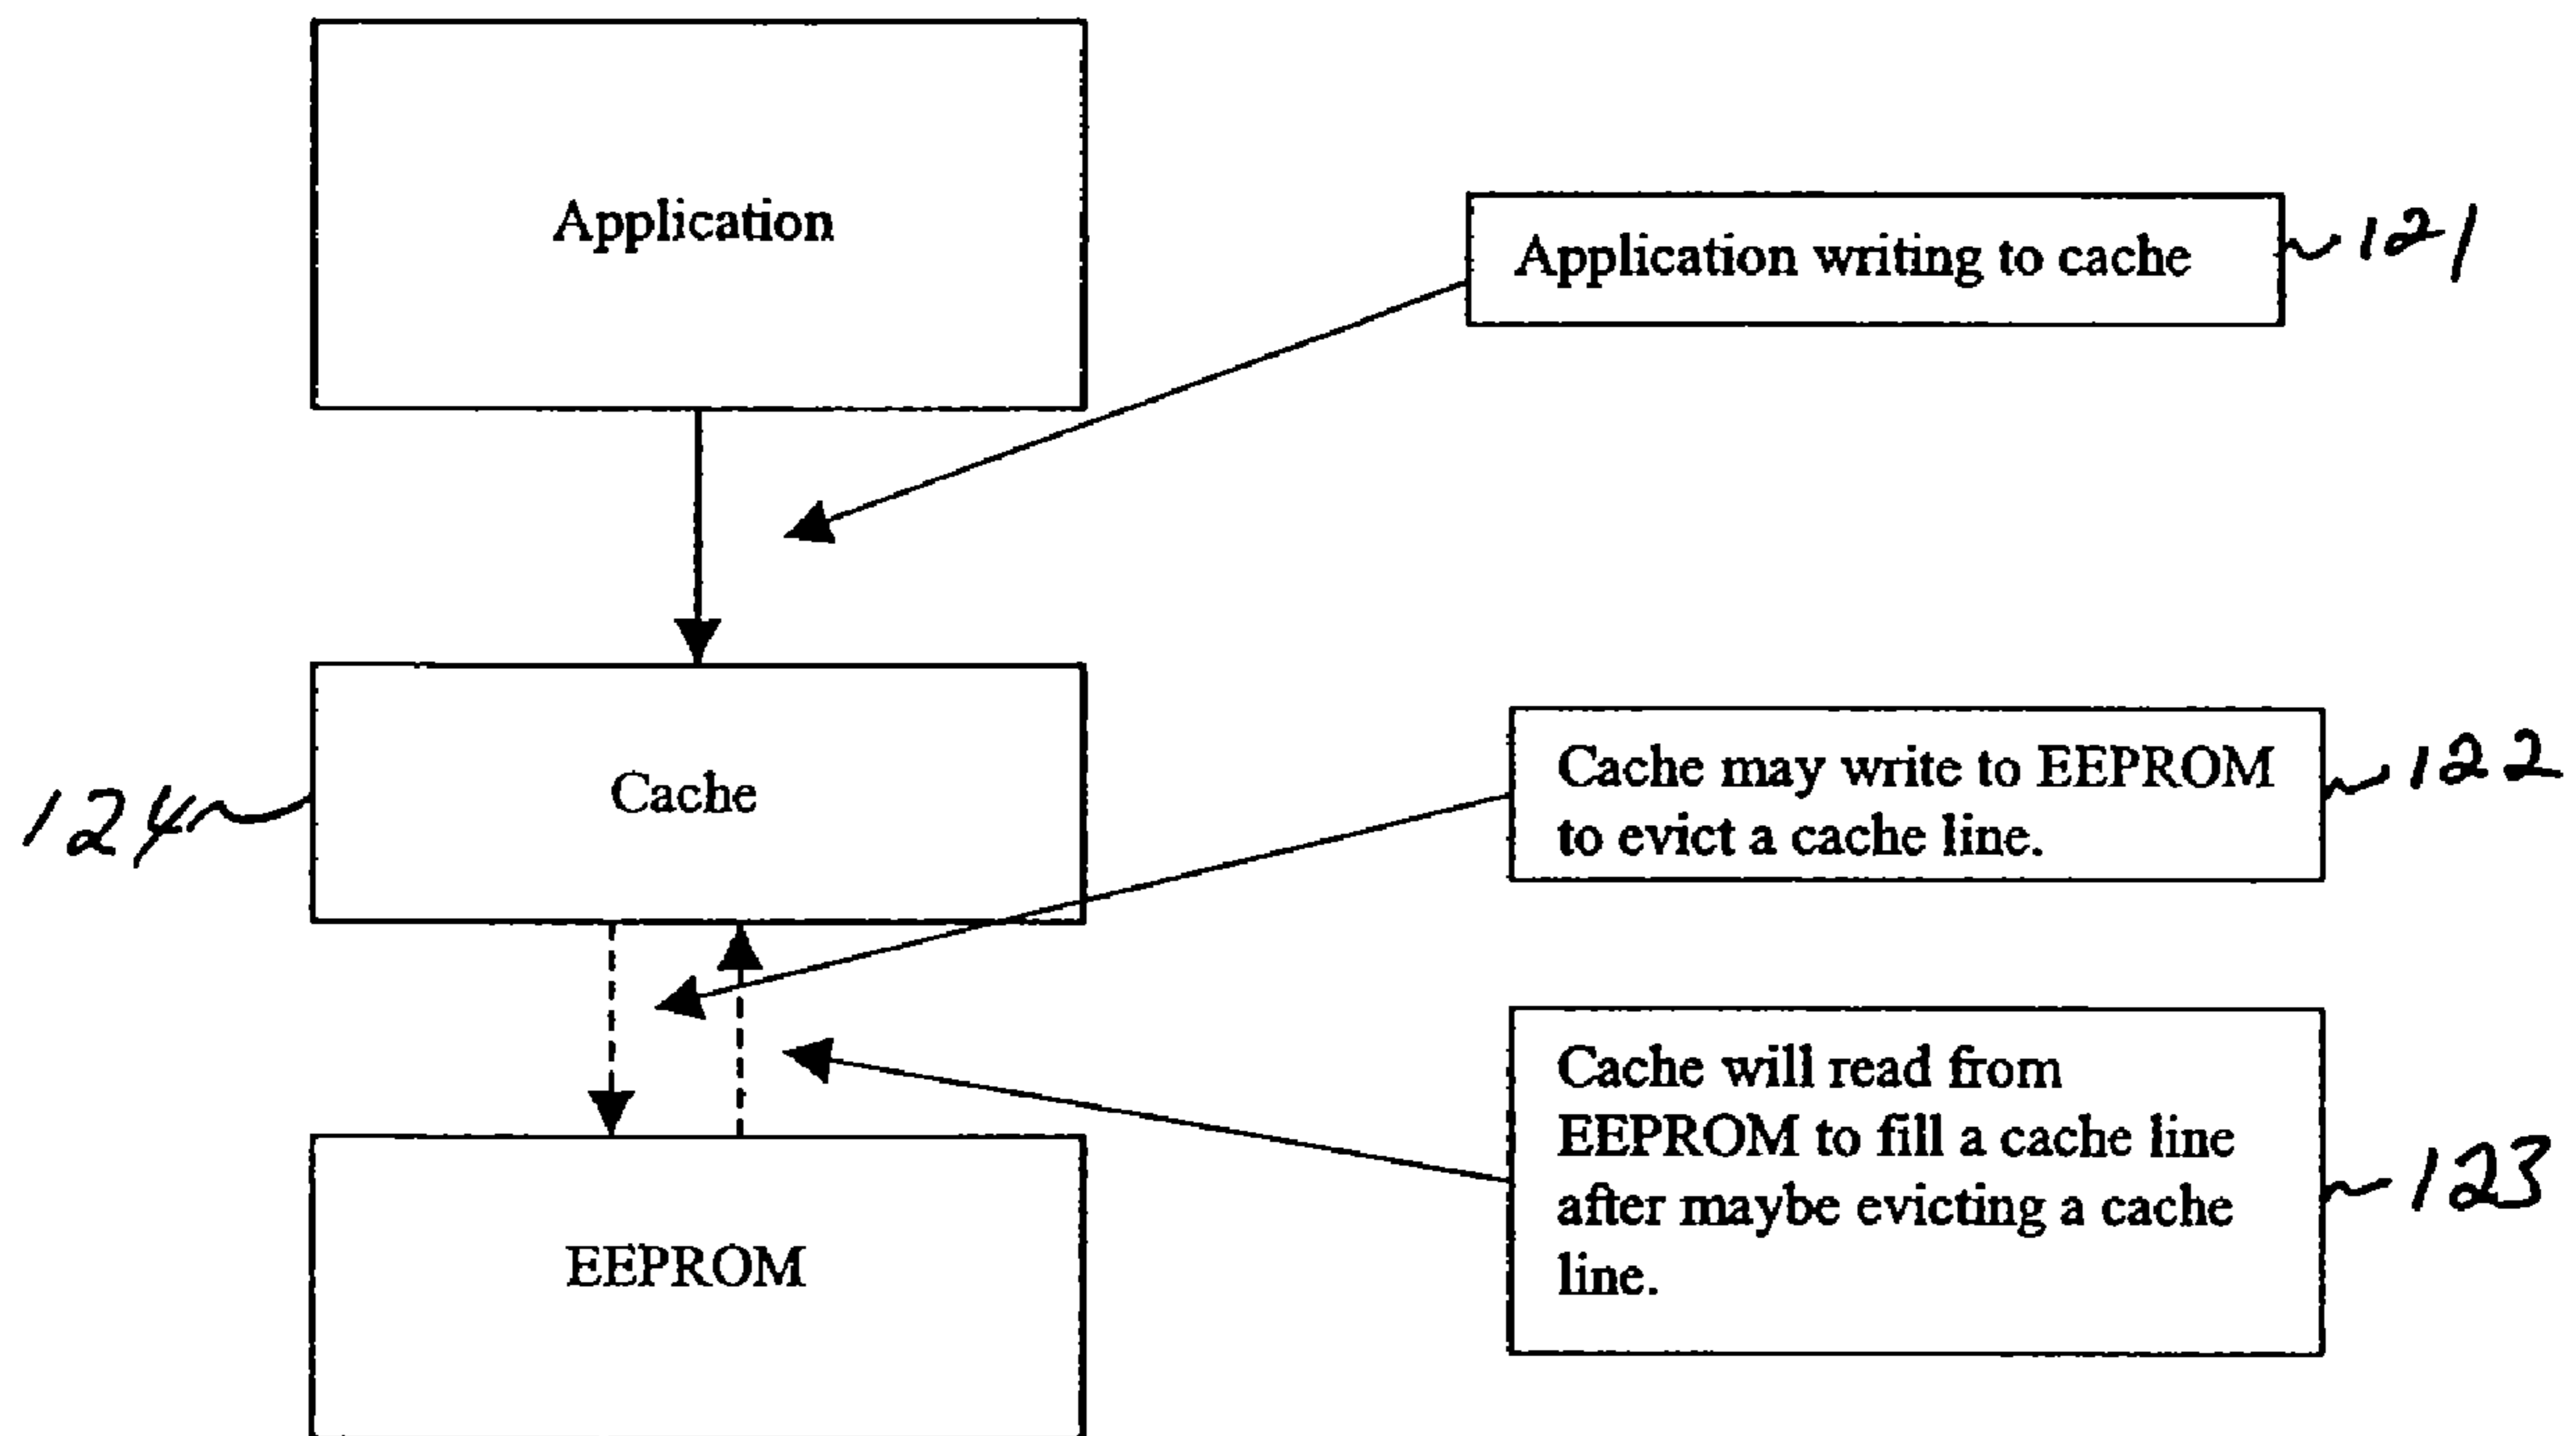 Application
Application writing to cache
121
Cache
124
Cache may write to EEPROM
to evict a cache line.
122
Cache will read from
EEPROM to fill a cache line
after maybe evicting a cache
line.
123
EEPROM